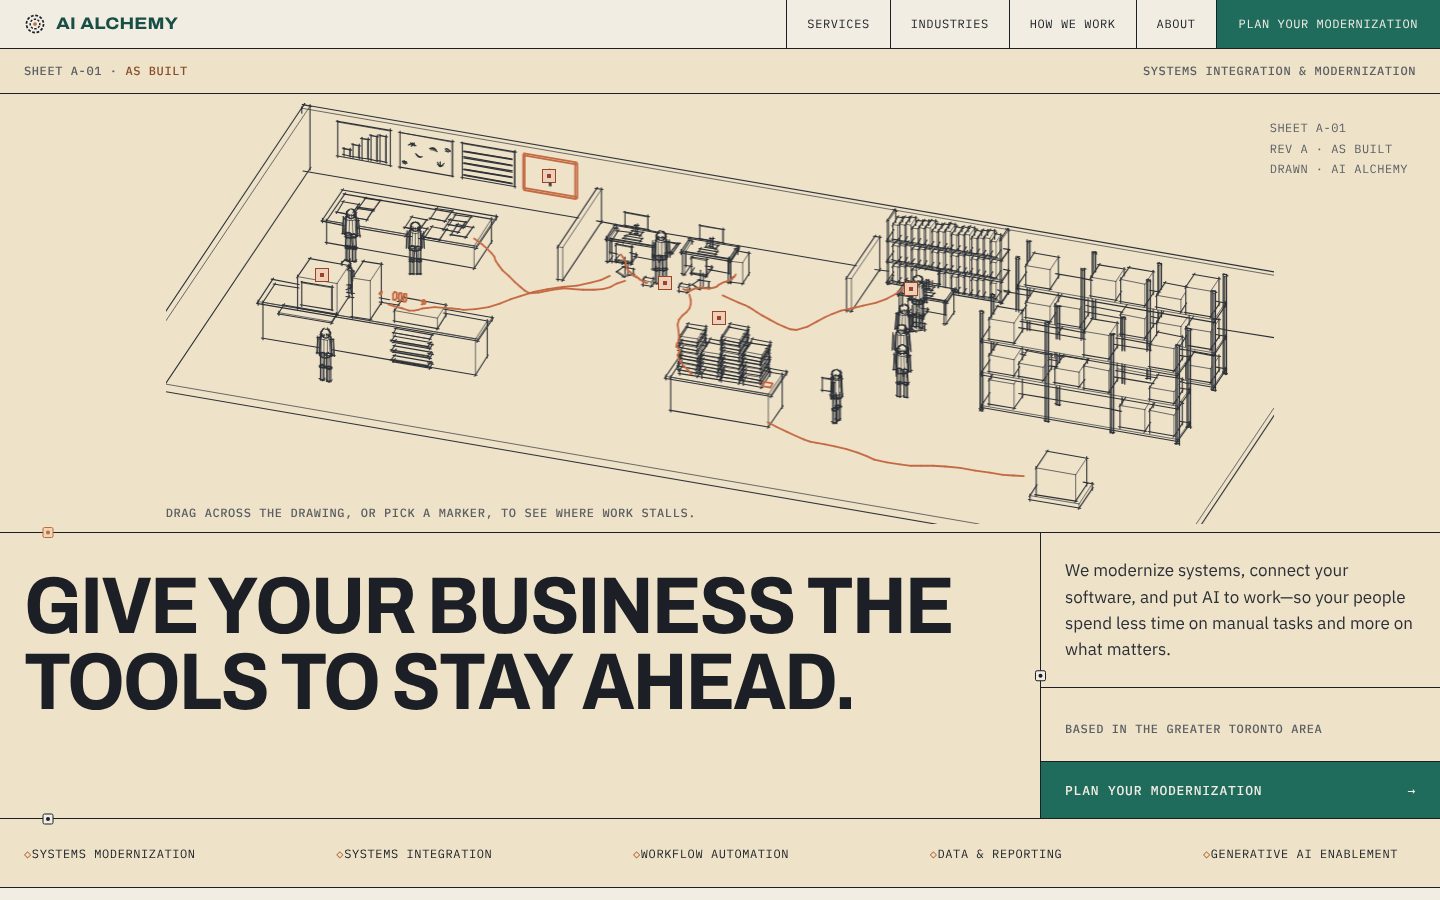 AI ALCHEMY
SERVICES
INDUSTRIES
HOW WE WORK
ABOUT
PLAN YOUR MODERNIZATION
SHEET A-01 · AS BUILT
SYSTEMS INTEGRATION & MODERNIZATION
SHEET A-01
REV A · AS BUILT
DRAWN · AI ALCHEMY
DRAG ACROSS THE DRAWING, OR PICK A MARKER, TO SEE WHERE WORK STALLS.
GIVE YOUR BUSINESS THE
TOOLS TO STAY AHEAD.
We modernize systems, connect your
software, and put AI to work—so your people
spend less time on manual tasks and more on
what matters.
BASED IN THE GREATER TORONTO AREA
PLAN YOUR MODERNIZATION →
◇SYSTEMS MODERNIZATION
◇SYSTEMS INTEGRATION
◇WORKFLOW AUTOMATION
◇DATA & REPORTING
◇GENERATIVE AI ENABLEMENT